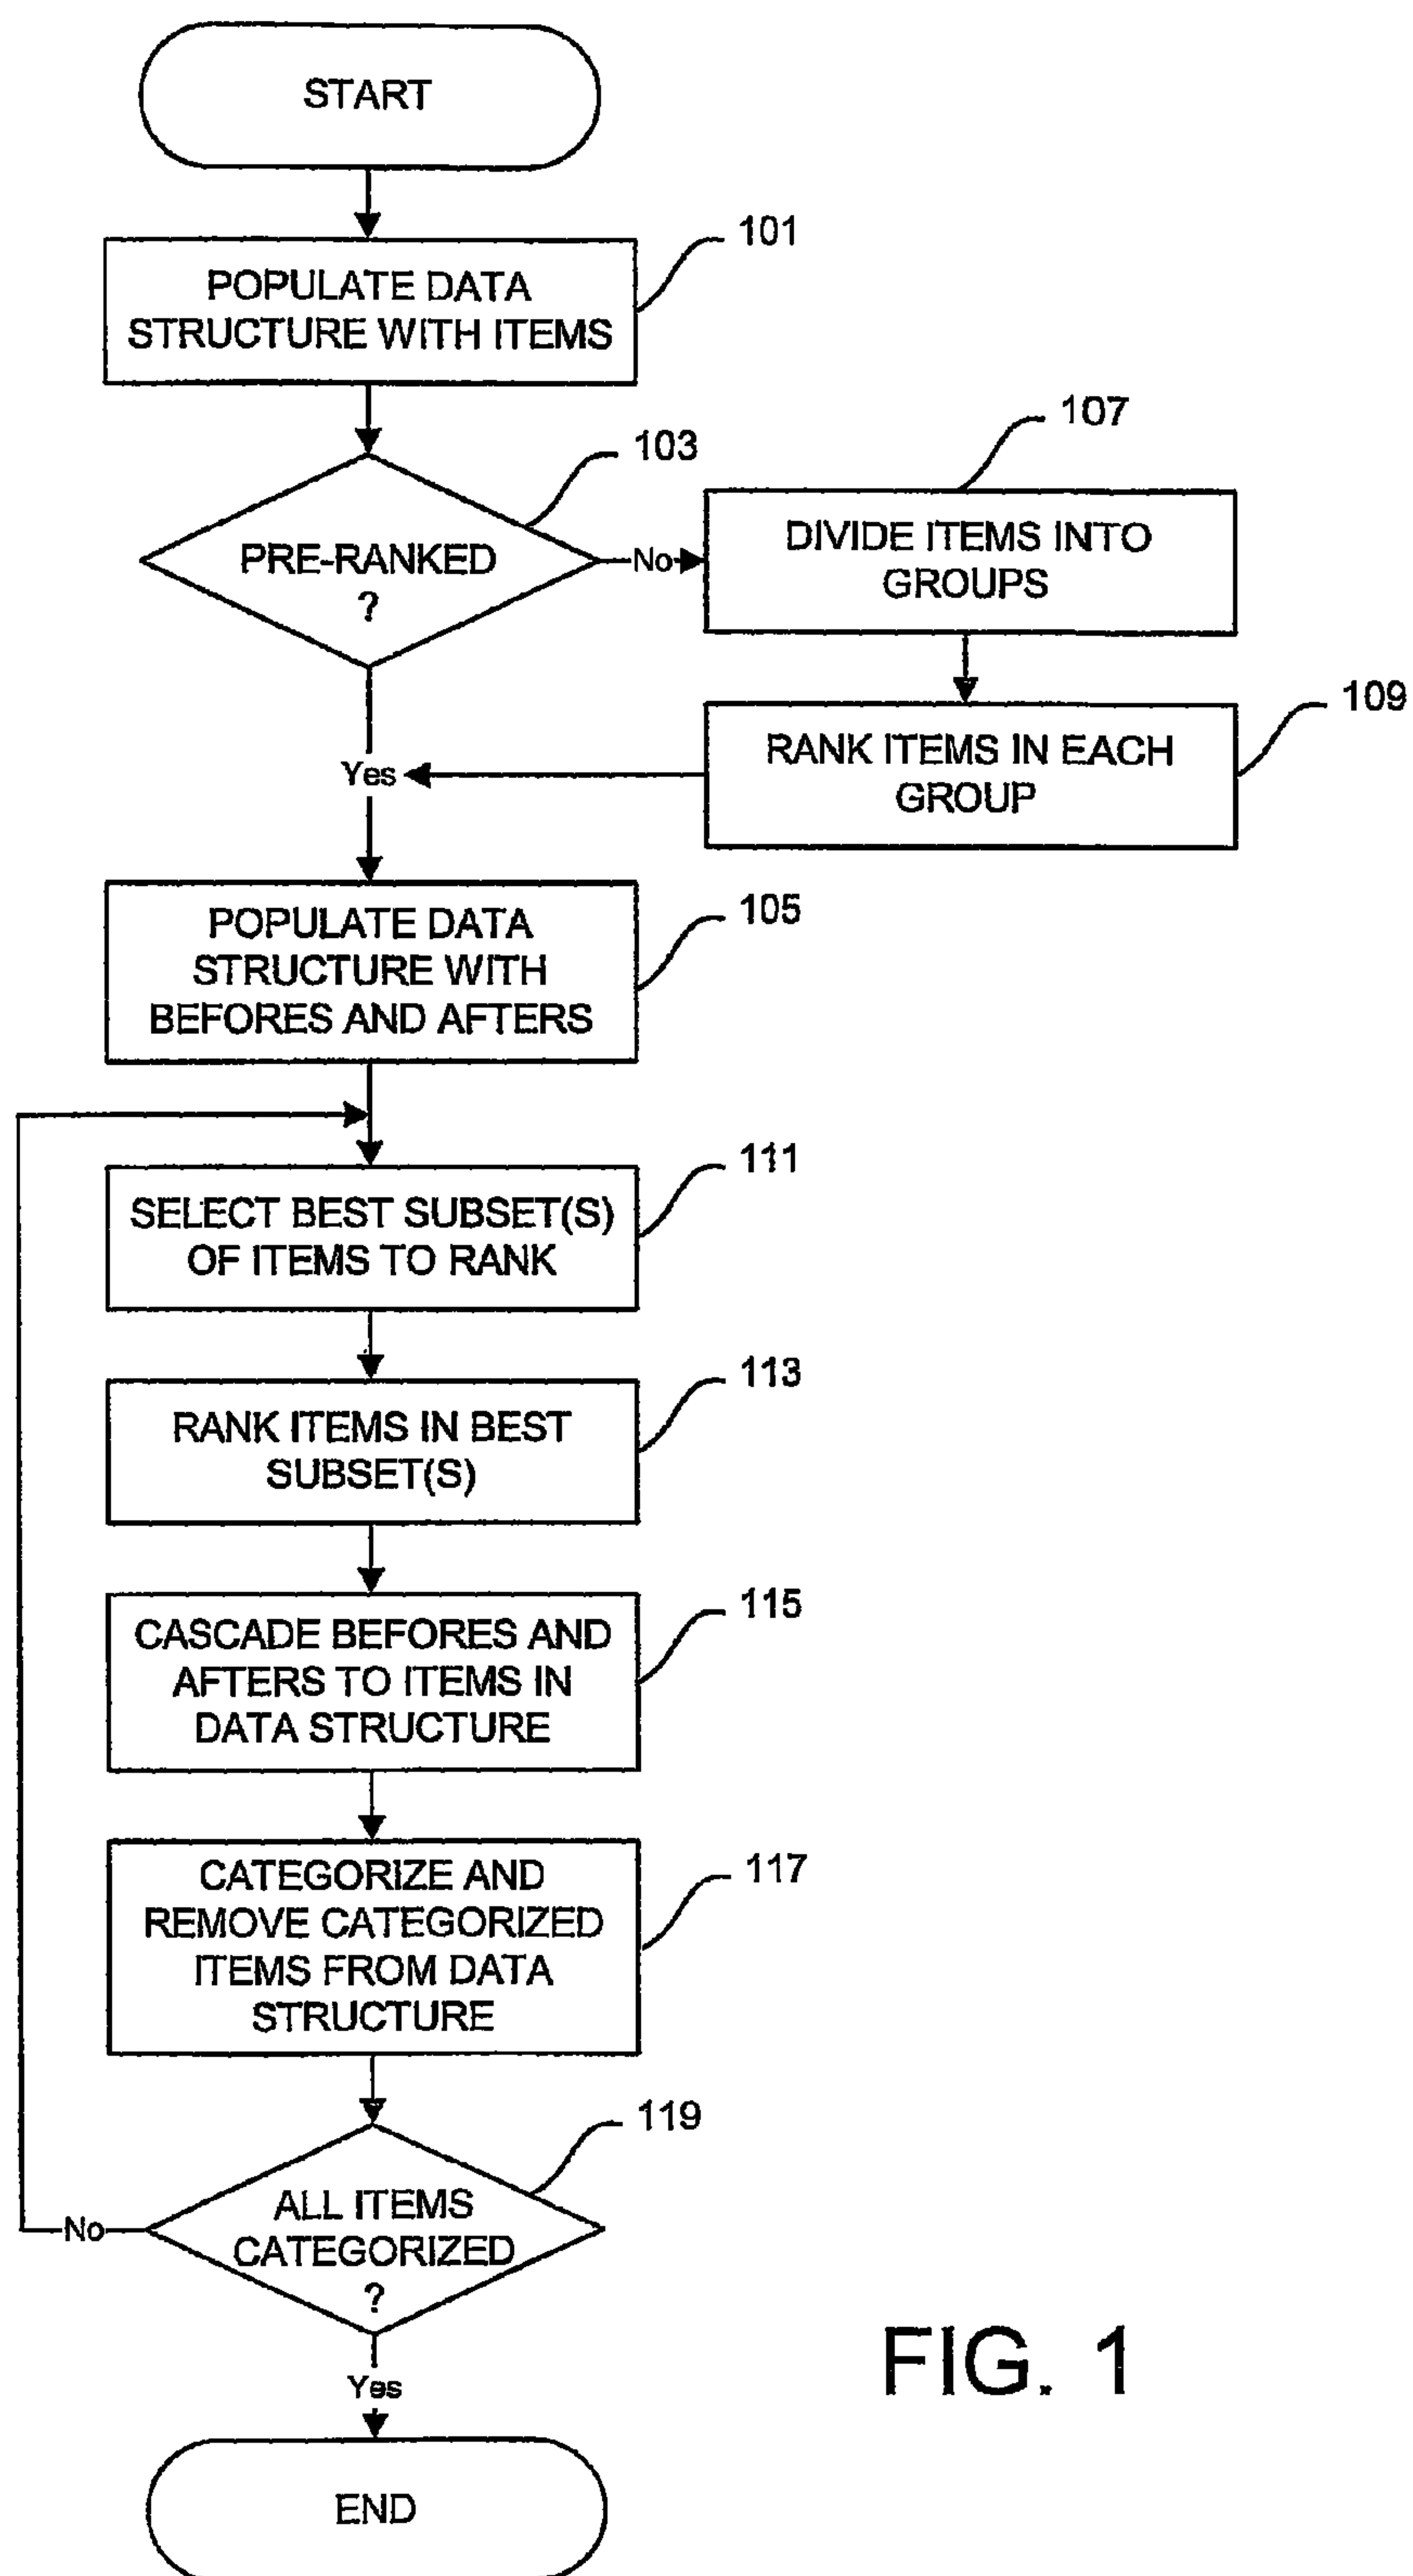 START
101
POPULATE DATA
STRUCTURE WITH ITEMS
103
PRE-RANKED
?
No
107
DIVIDE ITEMS INTO
GROUPS
109
RANK ITEMS IN EACH
GROUP
Yes
105
POPULATE DATA
STRUCTURE WITH
BEFORES AND AFTERS
111
SELECT BEST SUBSET(S)
OF ITEMS TO RANK
113
RANK ITEMS IN BEST
SUBSET(S)
115
CASCADE BEFORES AND
AFTERS TO ITEMS IN
DATA STRUCTURE
117
CATEGORIZE AND
REMOVE CATEGORIZED
ITEMS FROM DATA
STRUCTURE
119
ALL ITEMS
CATEGORIZED
?
No
Yes
END
FIG. 1